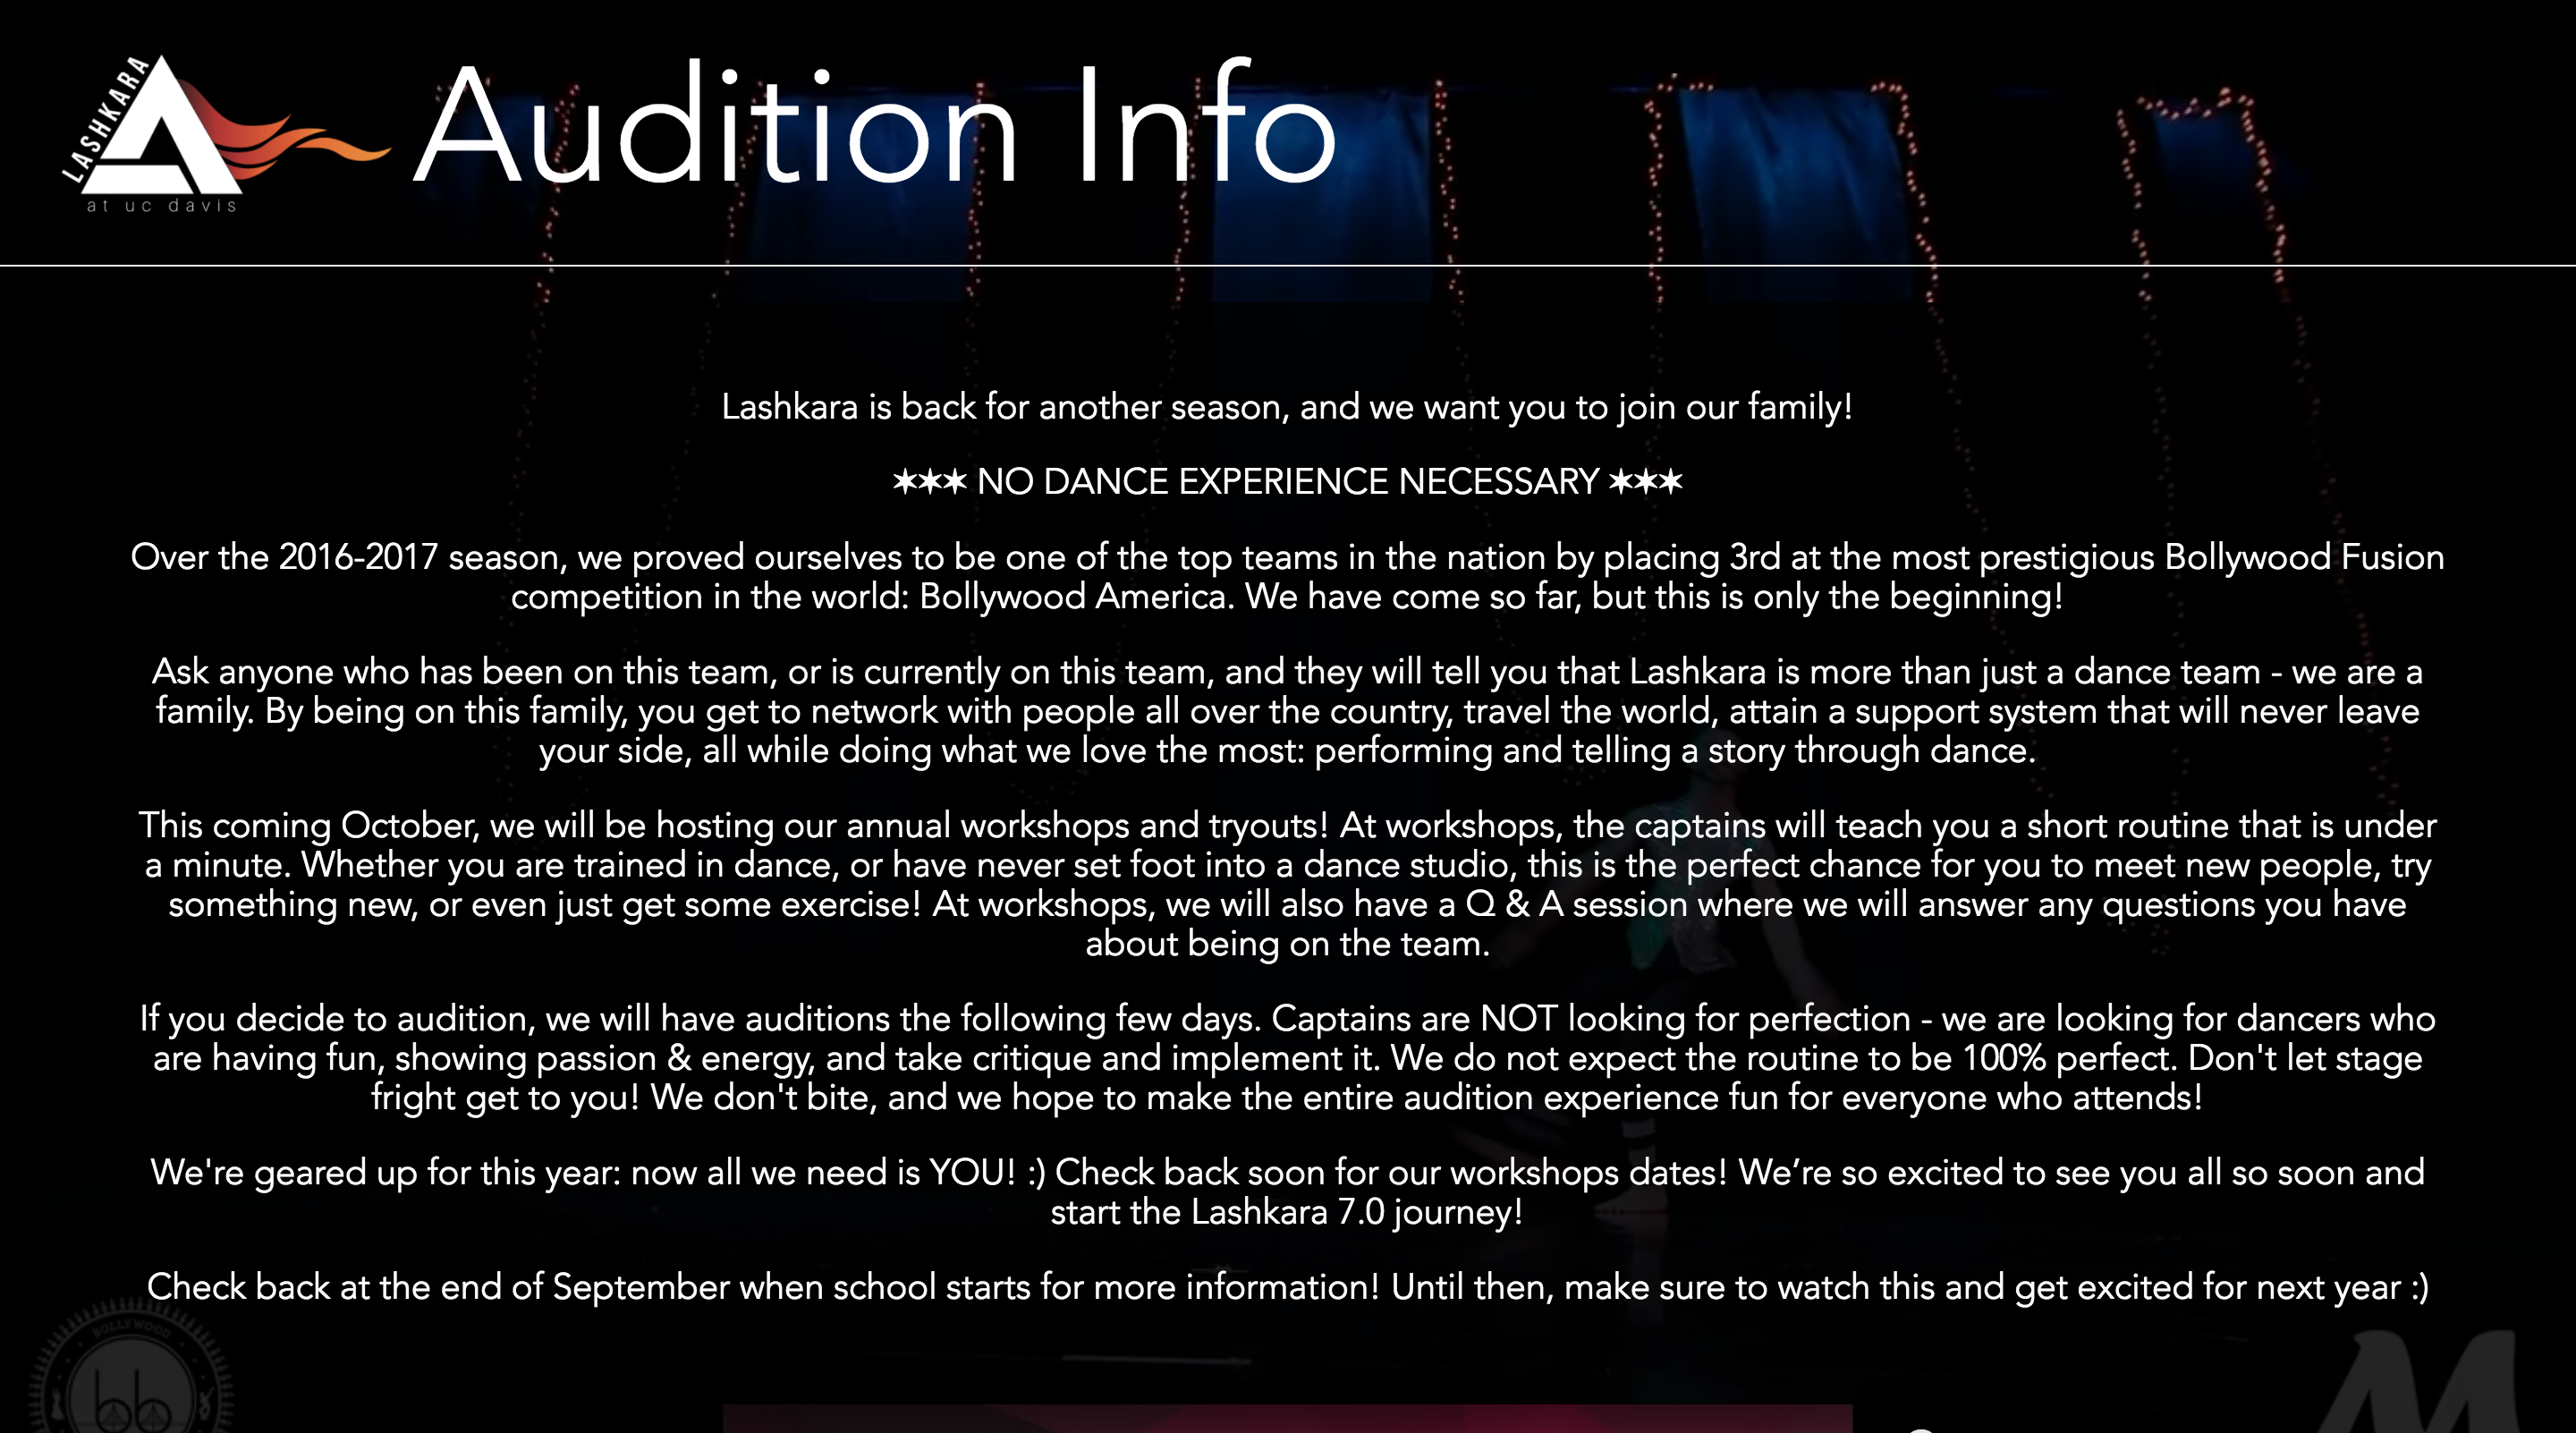 LASHKARA
at uc davis
Audition Info
Lashkara is back for another season, and we want you to join our family!
✶✶✶ NO DANCE EXPERIENCE NECESSARY ✶✶✶
Over the 2016-2017 season, we proved ourselves to be one of the top teams in the nation by placing 3rd at the most prestigious Bollywood Fusion
competition in the world: Bollywood America. We have come so far, but this is only the beginning!
Ask anyone who has been on this team, or is currently on this team, and they will tell you that Lashkara is more than just a dance team - we are a
family. By being on this family, you get to network with people all over the country, travel the world, attain a support system that will never leave
your side, all while doing what we love the most: performing and telling a story through dance.
This coming October, we will be hosting our annual workshops and tryouts! At workshops, the captains will teach you a short routine that is under
a minute. Whether you are trained in dance, or have never set foot into a dance studio, this is the perfect chance for you to meet new people, try
something new, or even just get some exercise! At workshops, we will also have a Q & A session where we will answer any questions you have
about being on the team.
If you decide to audition, we will have auditions the following few days. Captains are NOT looking for perfection - we are looking for dancers who
are having fun, showing passion & energy, and take critique and implement it. We do not expect the routine to be 100% perfect. Don't let stage
fright get to you! We don't bite, and we hope to make the entire audition experience fun for everyone who attends!
We're geared up for this year: now all we need is YOU! :) Check back soon for our workshops dates! We’re so excited to see you all so soon and
start the Lashkara 7.0 journey!
Check back at the end of September when school starts for more information! Until then, make sure to watch this and get excited for next year :)
BOLLYWOOD
bb
M